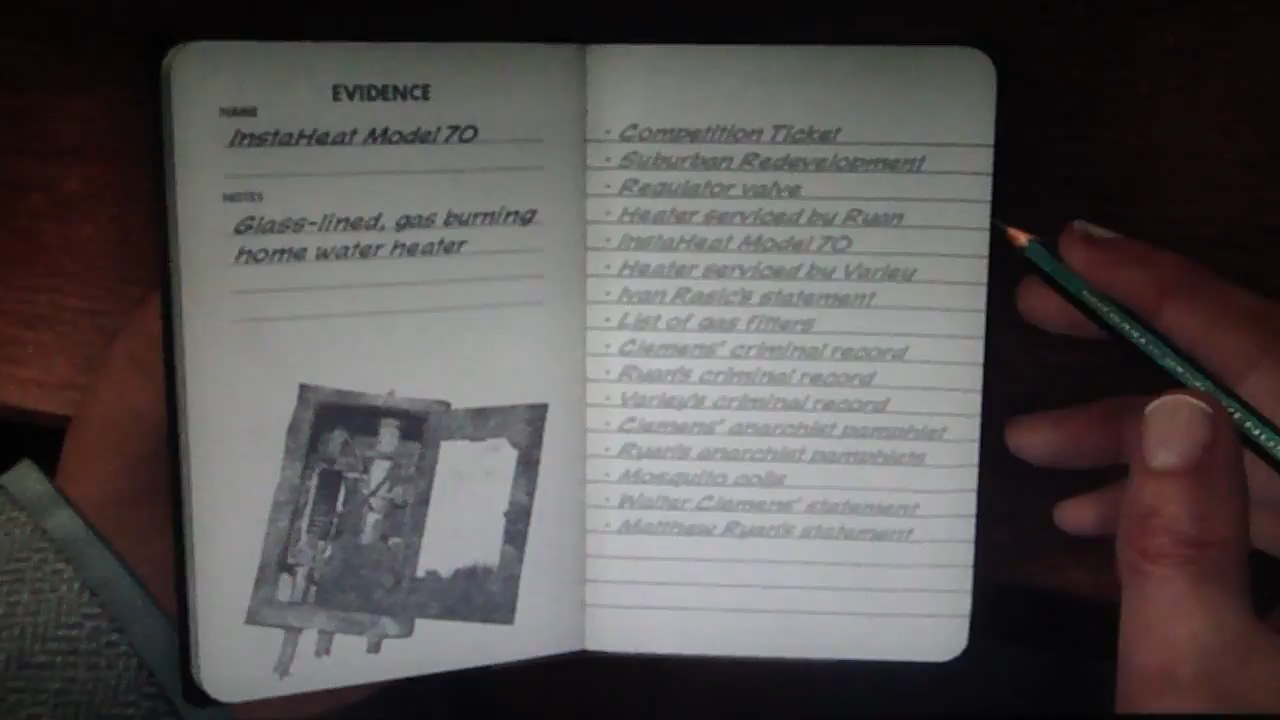 EVIDENCE
NAME
InstaHeat Model 70
NOTES
Glass-lined, gas burning
home water heater
• Competition Ticket
• Suburban Redevelopment
• Regulator valve
• Heater serviced by Ryan
• InstaHeat Model 70
• Heater serviced by Varley
• Ivan Rasic's statement
• List of gas fitters
• Clemens' criminal record
• Ryan's criminal record
• Varley's criminal record
• Clemens' anarchist pamphlet
• Ryan's anarchist pamphlets
• Mosquito coils
• Walter Clemens' statement
• Matthew Ryan's statement